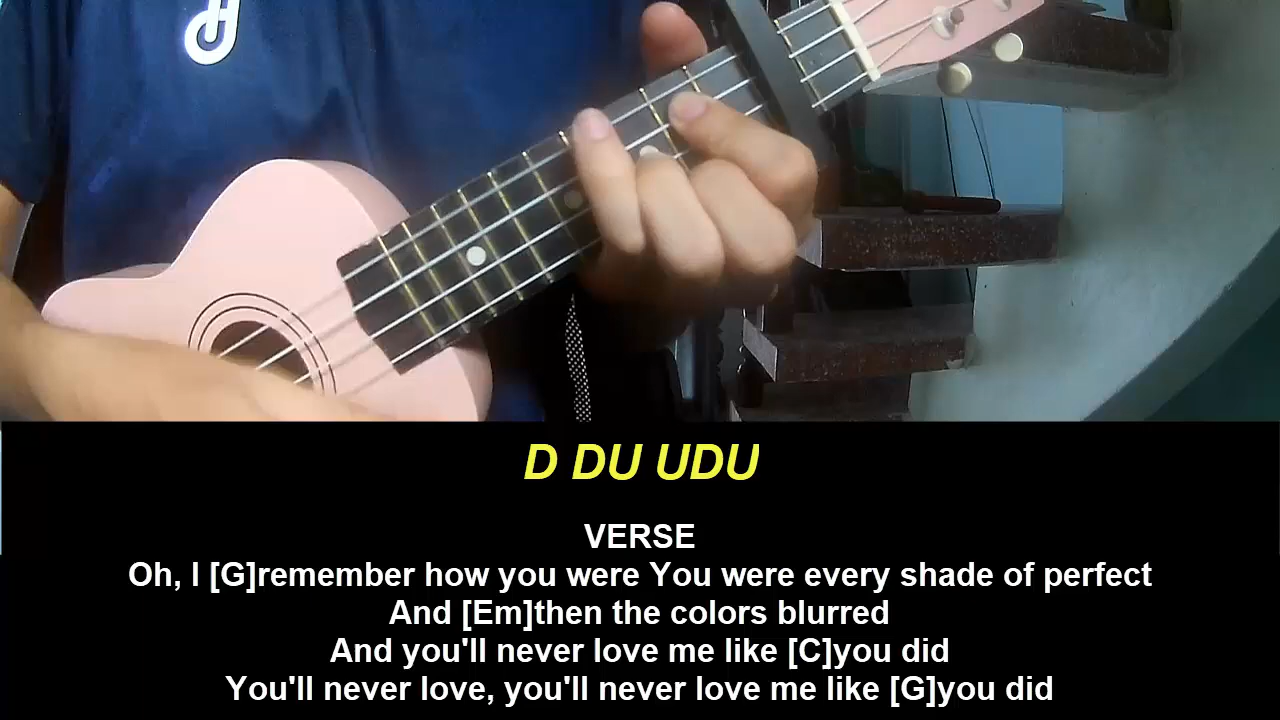 D DU UDU
VERSE
Oh, I [G]remember how you were You were every shade of perfect
And [Em]then the colors blurred
And you'll never love me like [C]you did
You'll never love, you'll never love me like [G]you did